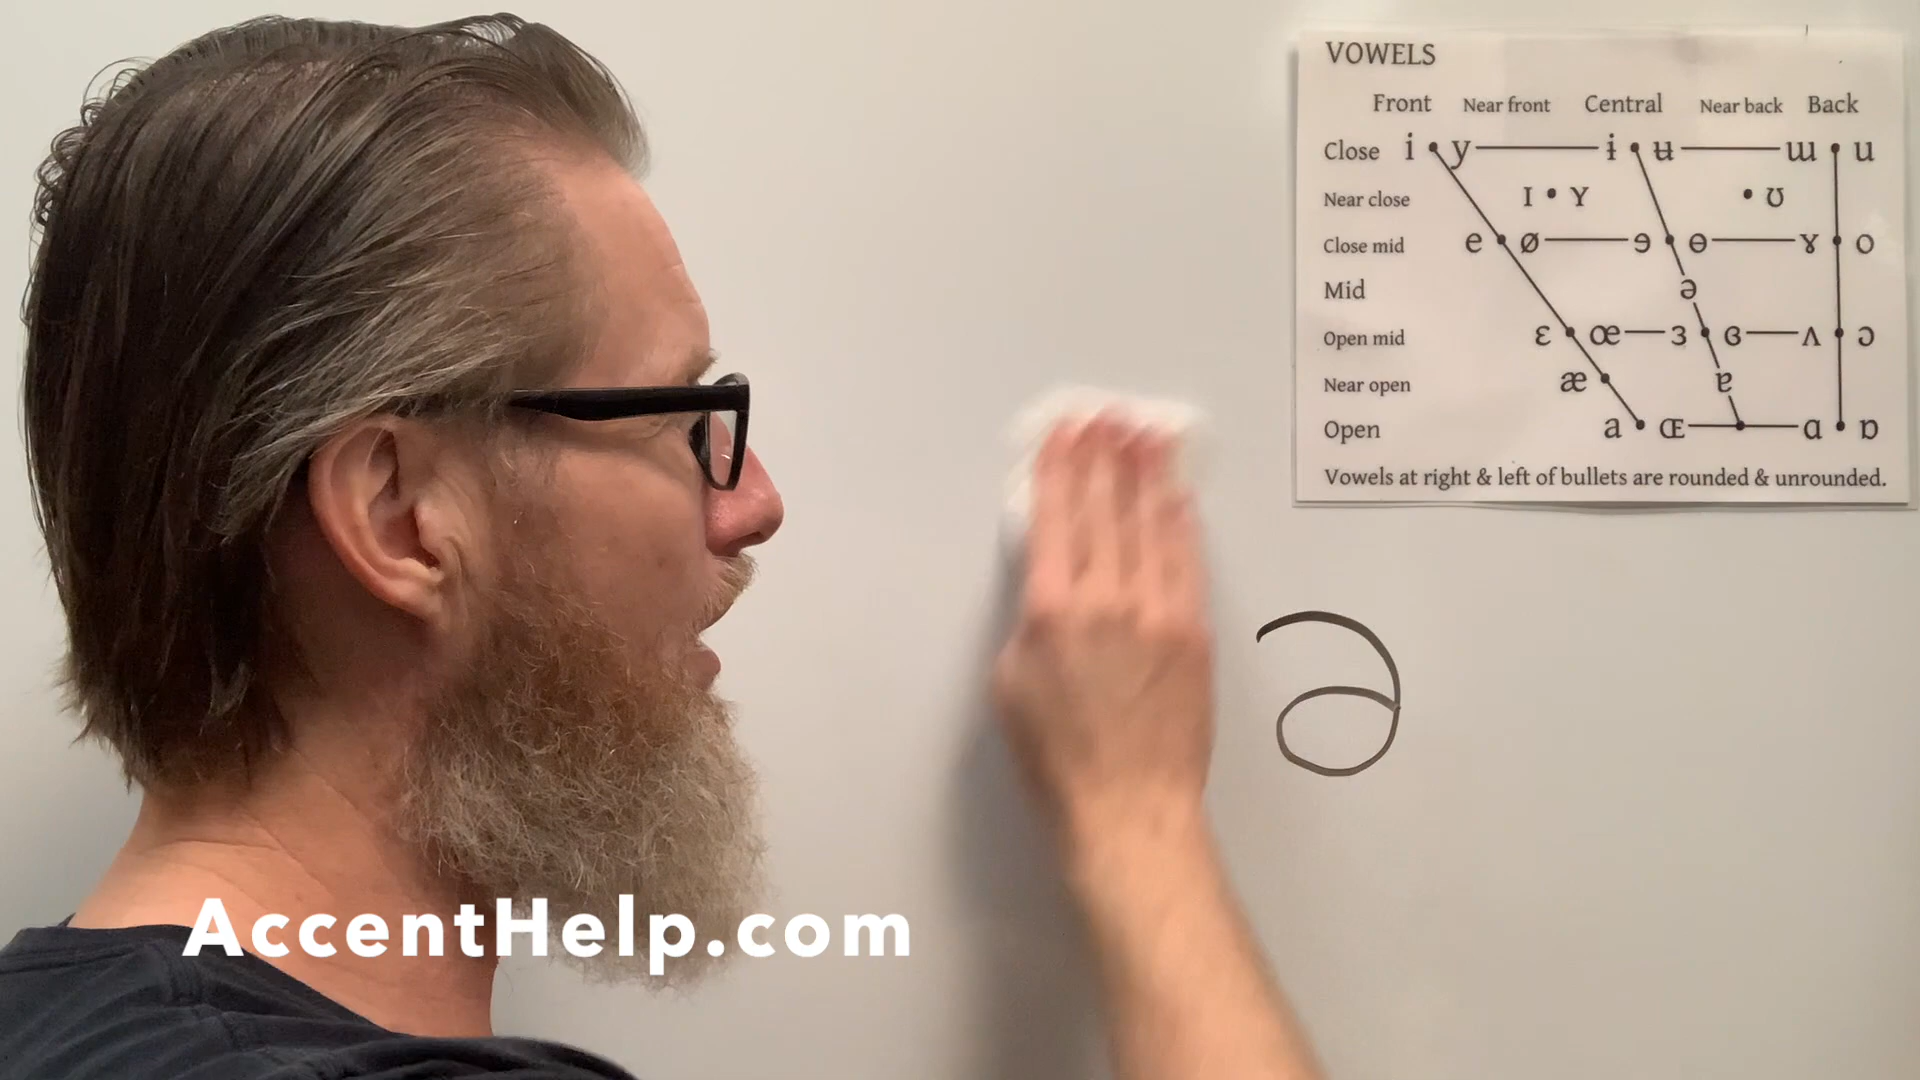 VOWELS
Front Near front Central Near back Back
Close i y ɨ ʉ ɯ u
Near close ɪ ʏ ʊ
Close mid e ø ɘ ɵ ɤ o
Mid ə
Open mid ɛ œ ɜ ɞ ʌ ɔ
Near open æ ɐ
Open a ɶ ɑ ɒ
Vowels at right & left of bullets are rounded & unrounded.
ə
AccentHelp.com